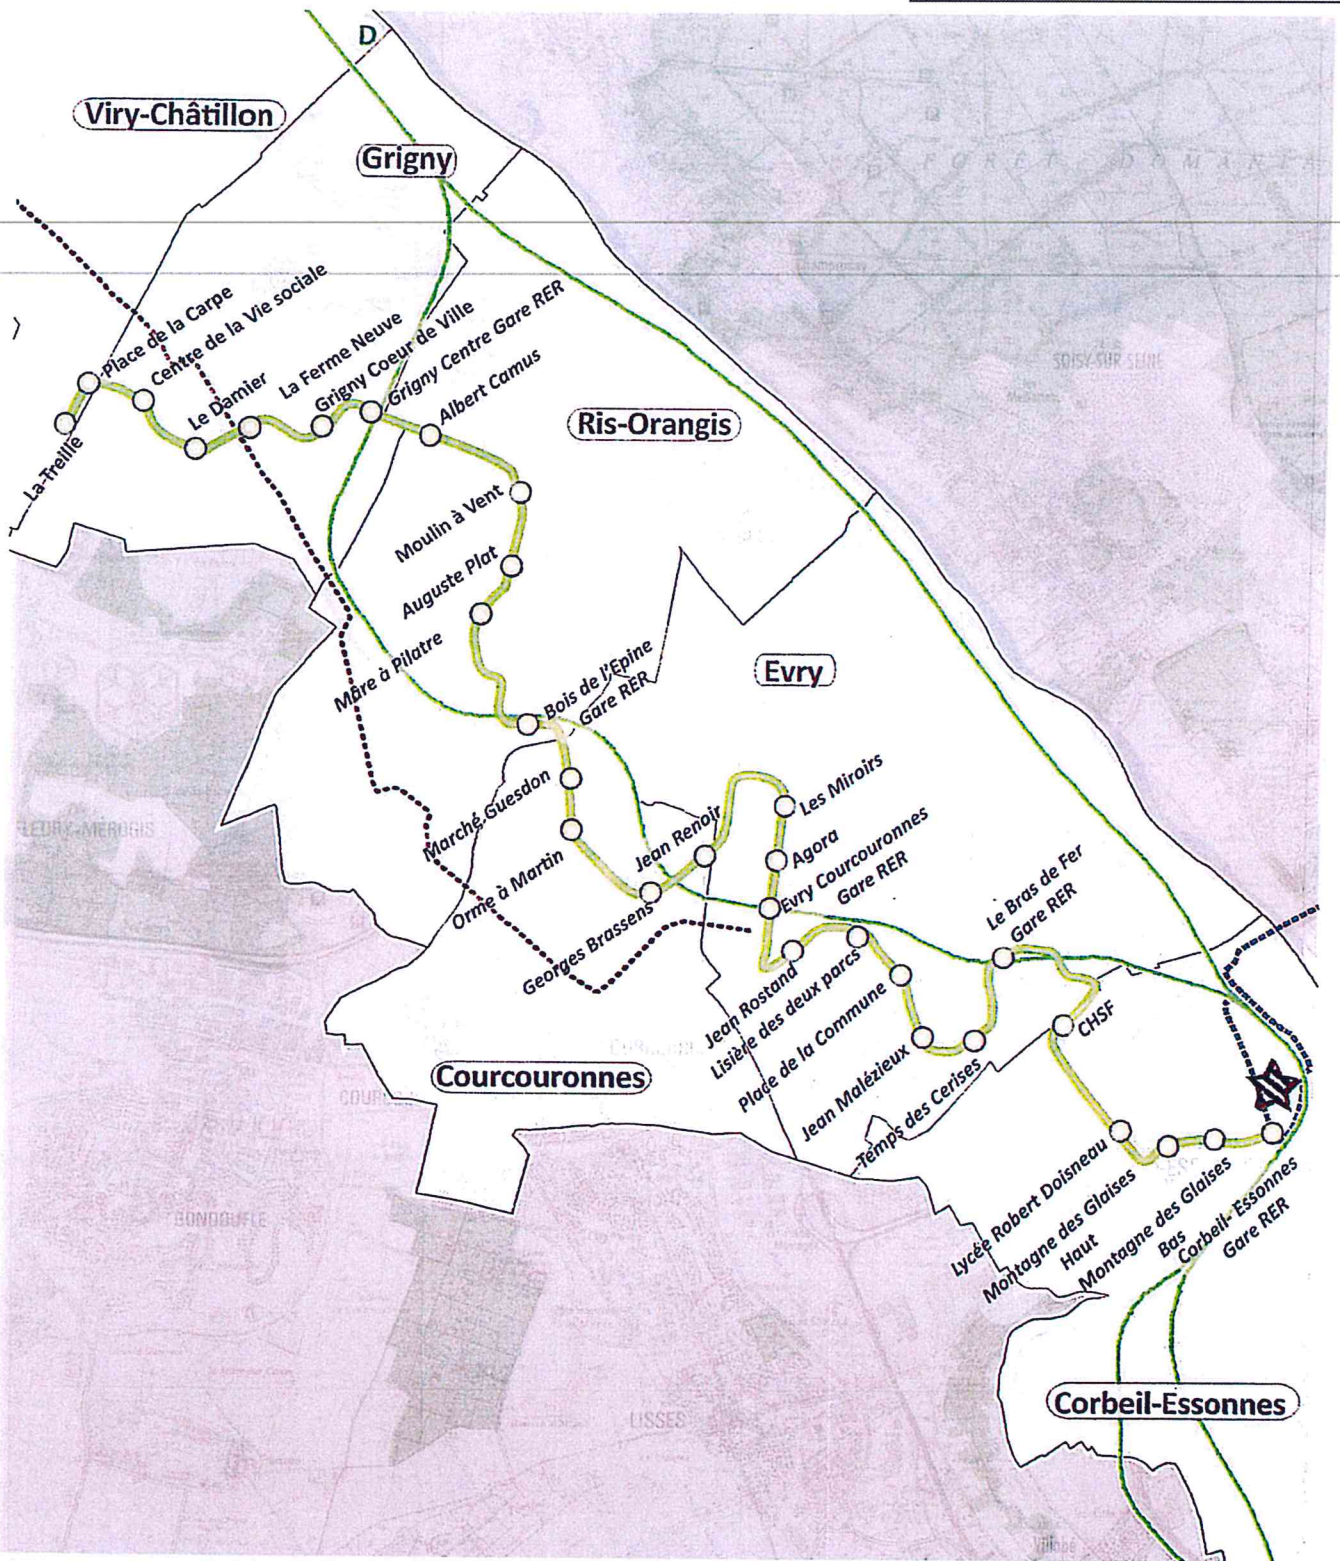 D
Viry-Châtillon
Grigny
FORET DOMANIA
Place de la Carpe
Centre de la Vie sociale
Le Damier
La Ferme Neuve
Grigny Coeur de Ville
Grigny Centre Gare RER
Albert Camus
La-Treille
SOISY-SUR-SEINE
Ris-Orangis
Moulin à Vent
Auguste Plat
Mare à Pilatre
Bois de l'Epine
Gare RER
Evry
Marché Guesdon
Orme à Martin
Georges Brassens
Jean Renoir
Les Miroirs
Agora
Evry Courcouronnes
Gare RER
FLEURY-MÉROGIS
Le Bras de Fer
Gare RER
Jean Rostand
Lisière des deux parcs
Place de la Commune
Jean Malézieux
Temps des Cerises
CHSF
Courcouronnes
Lycée Robert Doisneau
Montagne des Glaises
Haut
Montagne des Glaises
Bas
Corbeil- Essonnes
Gare RER
BONDOUFLE
LISSES
Corbeil-Essonnes